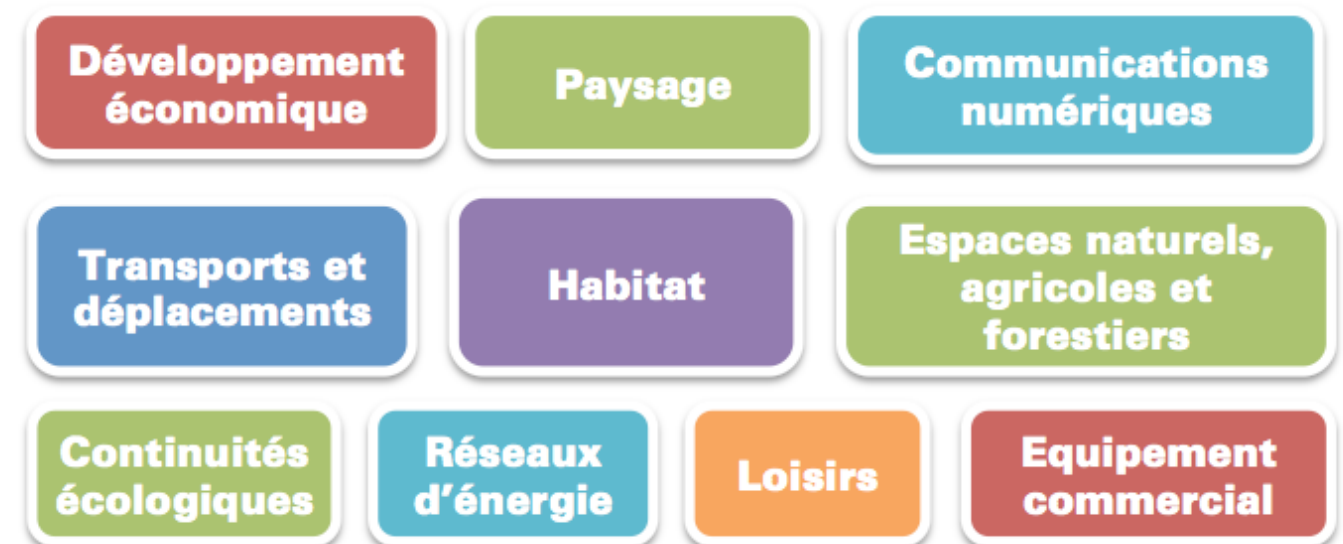 Développement
économique
Paysage
Communications
numériques
Transports et
déplacements
Habitat
Espaces naturels,
agricoles et
forestiers
Continuités
écologiques
Réseaux
d’énergie
Loisirs
Equipement
commercial